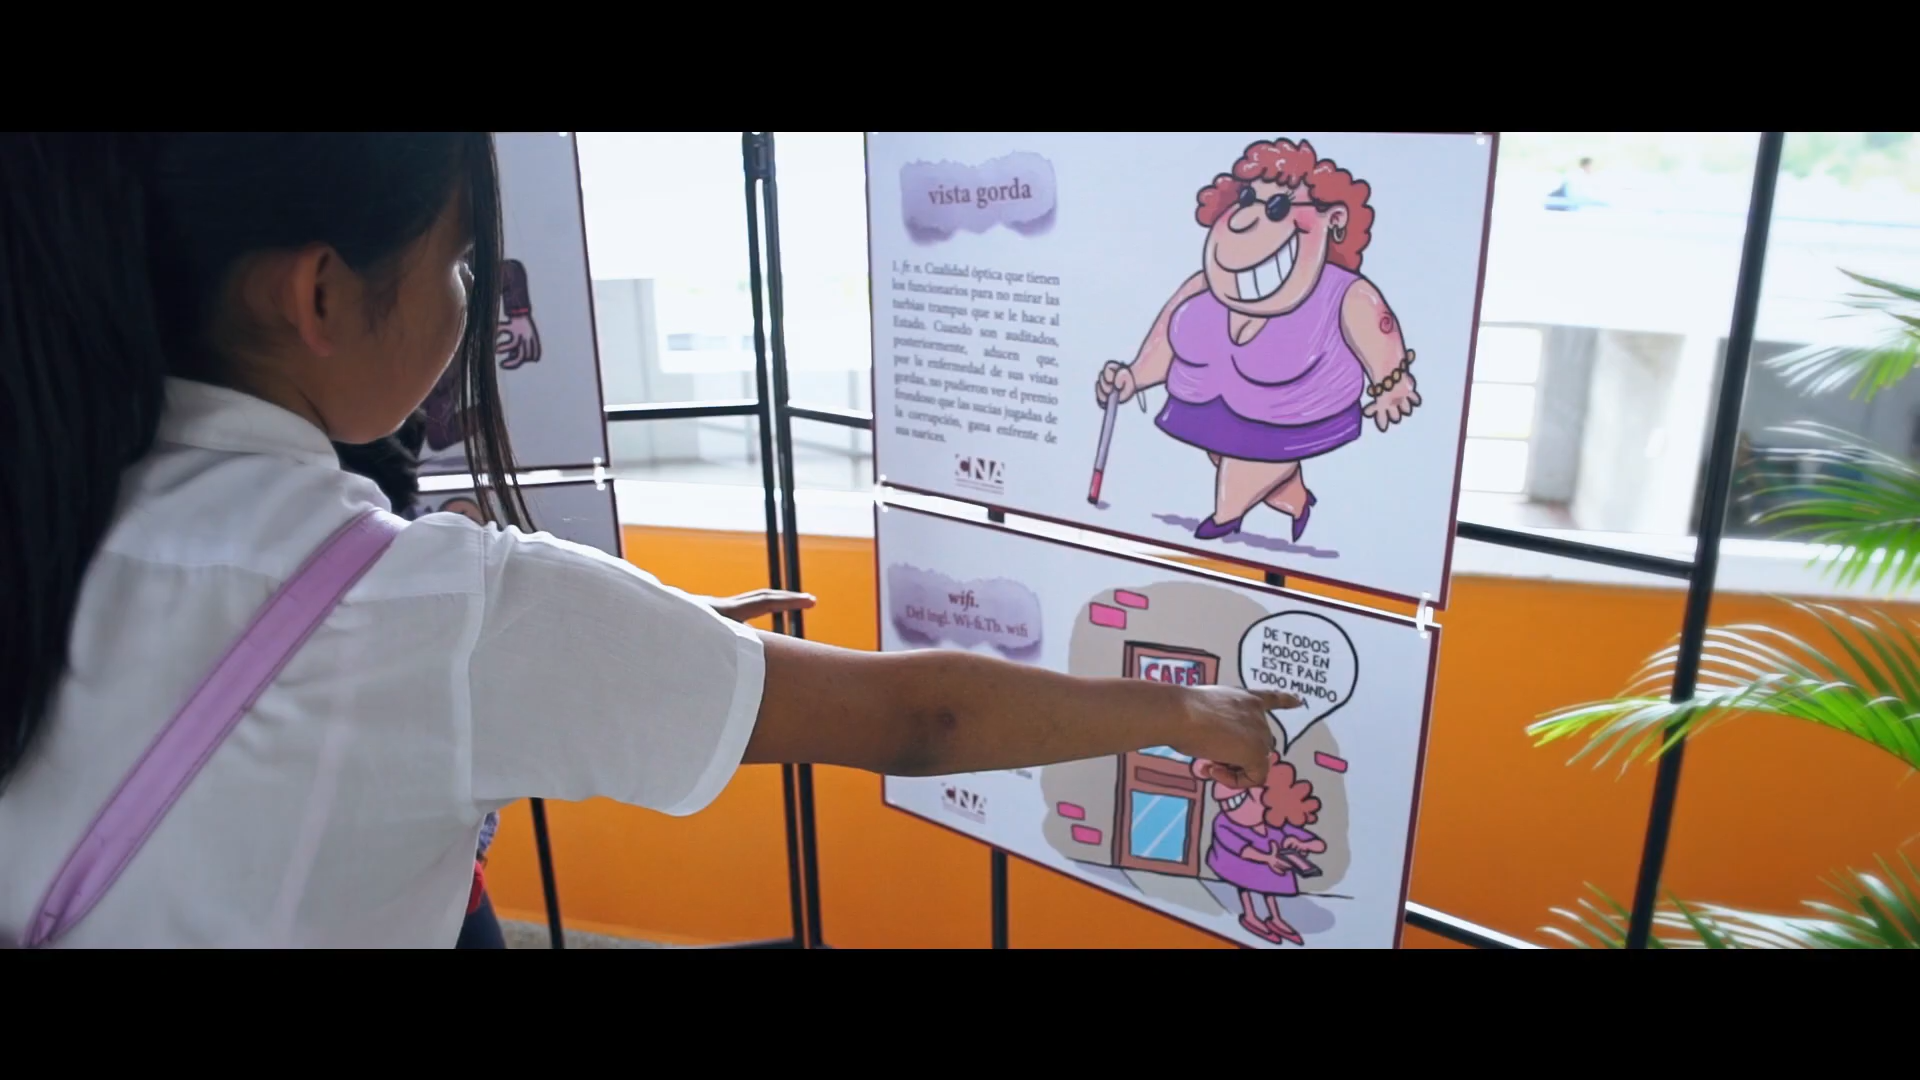 vista gorda
1. fr. n. Cualidad óptica que tienen
los funcionarios para no mirar las
turbias trampas que se le hace al
Estado. Cuando son auditados,
posteriormente, aducen que,
por la enfermedad de sus vistas
gordas, no pudieron ver el premio
frondoso que las sucias jugadas de
la corrupción, gana enfrente de
sus narices.
CNA
wifi.
Del ingl. Wi-fi.Tb. wifi
CNA
CAFÉ
DE TODOS
MODOS EN
ESTE PAÍS
TODO MUNDO